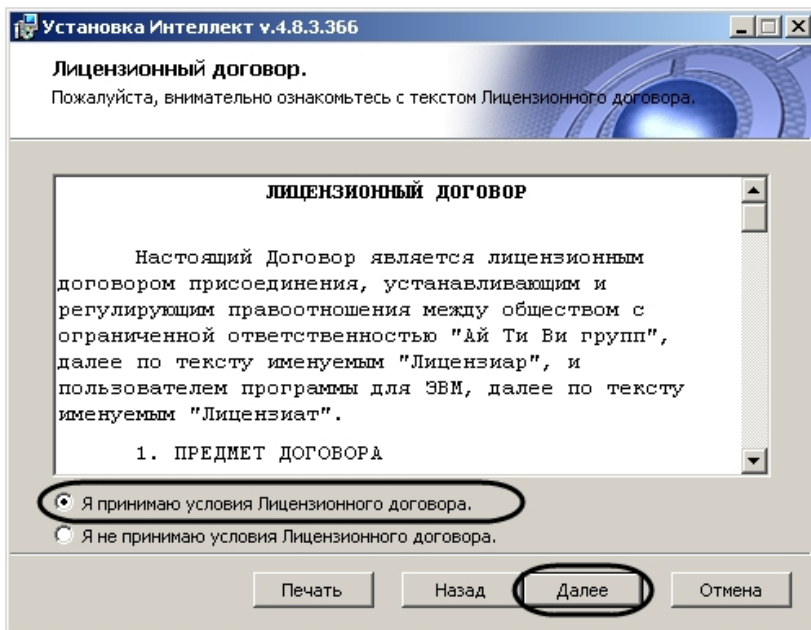 Установка Интеллект v.4.8.3.366
Лицензионный договор.
Пожалуйста, внимательно ознакомьтесь с текстом Лицензионного договора.
ЛИЦЕНЗИОННЫЙ ДОГОВОР
Настоящий Договор является лицензионным
договором присоединения, устанавливающим и
регулирующим правоотношения между обществом с
ограниченной ответственностью "Ай Ти Ви групп",
далее по тексту именуемым "Лицензиар", и
пользователем программы для ЭВМ, далее по тексту
именуемым "Лицензиат".
1. ПРЕДМЕТ ДОГОВОРА
Я принимаю условия Лицензионного договора.
Я не принимаю условия Лицензионного договора.
Печать Назад Далее Отмена